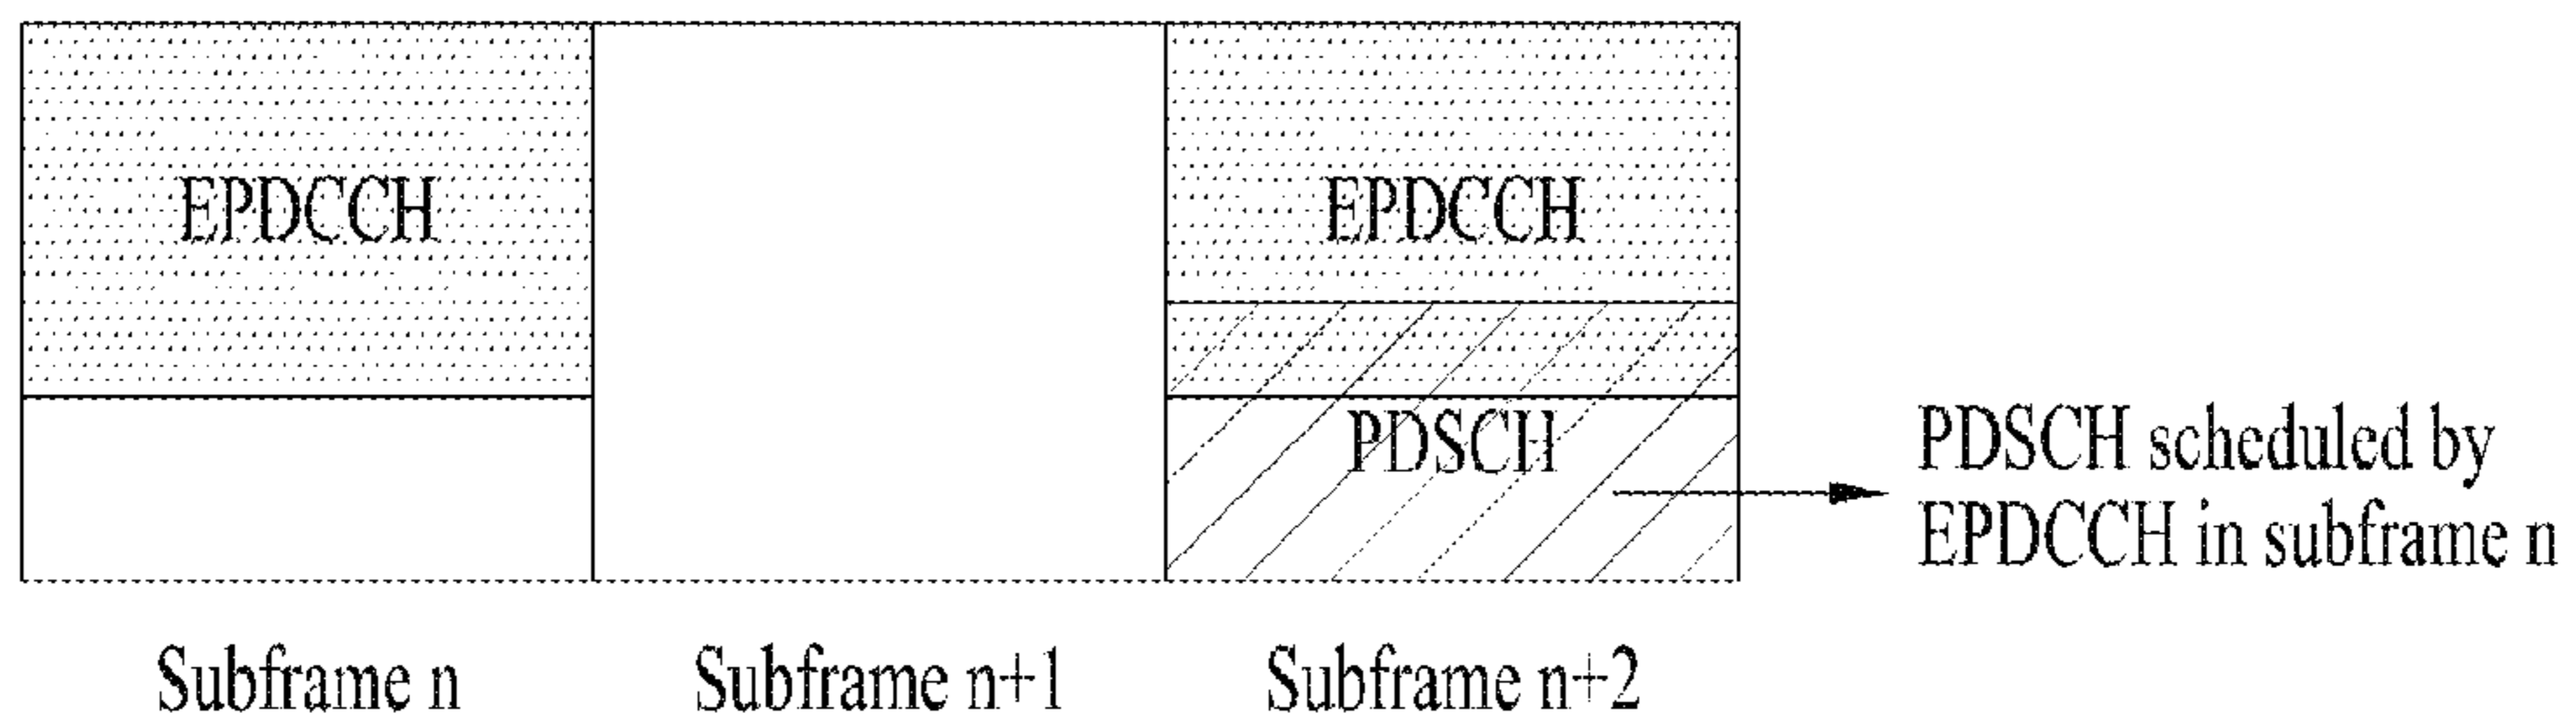 EPDCCH
EPDCCH
PDSCH
PDSCH scheduled by
EPDCCH in subframe n
Subframe n
Subframe n+1
Subframe n+2